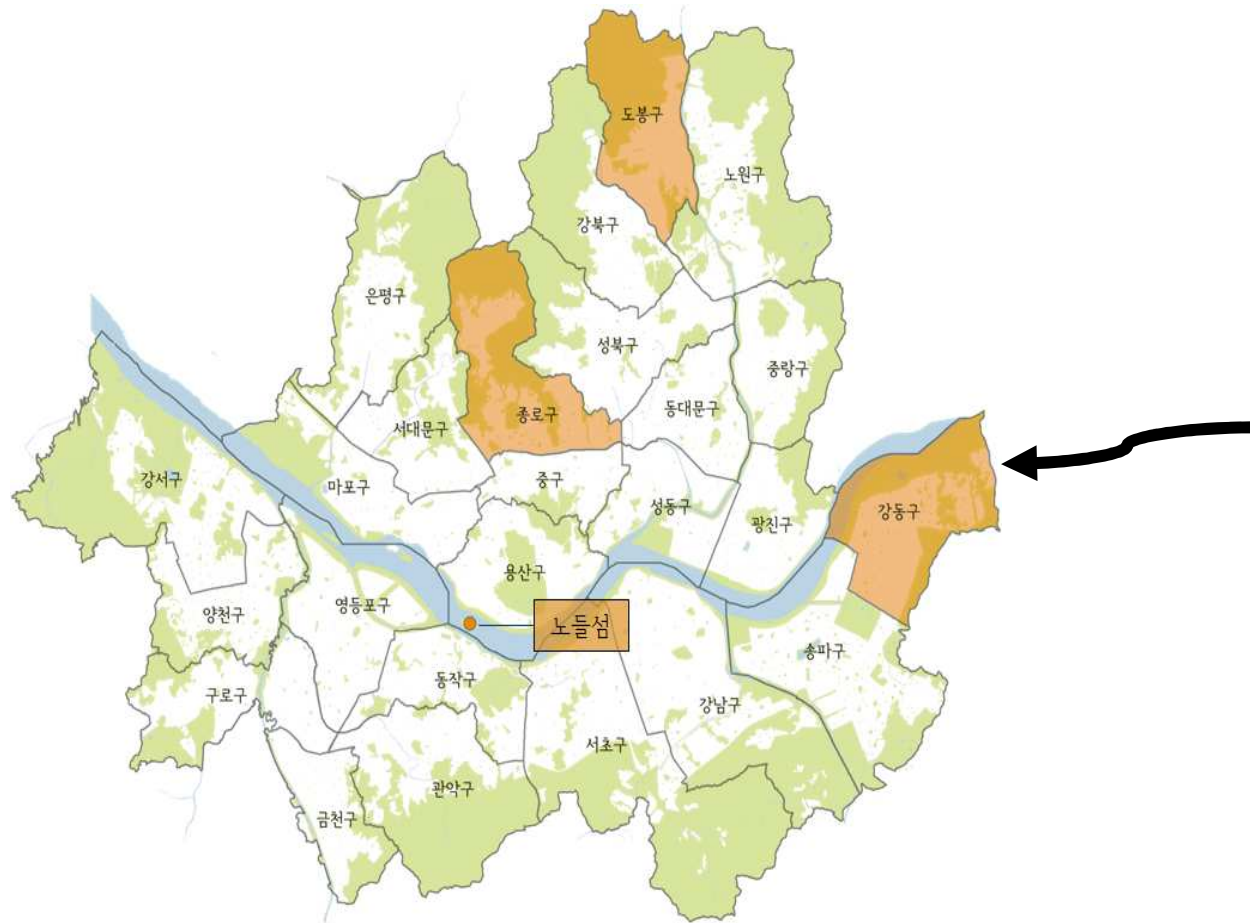 도봉구
노원구
강북구
은평구
성북구
중랑구
종로구
동대문구
서대문구
강서구
마포구
중구
성동구
광진구
강동구
용산구
양천구
영등포구
노들섬
송파구
동작구
구로구
강남구
서초구
관악구
금천구